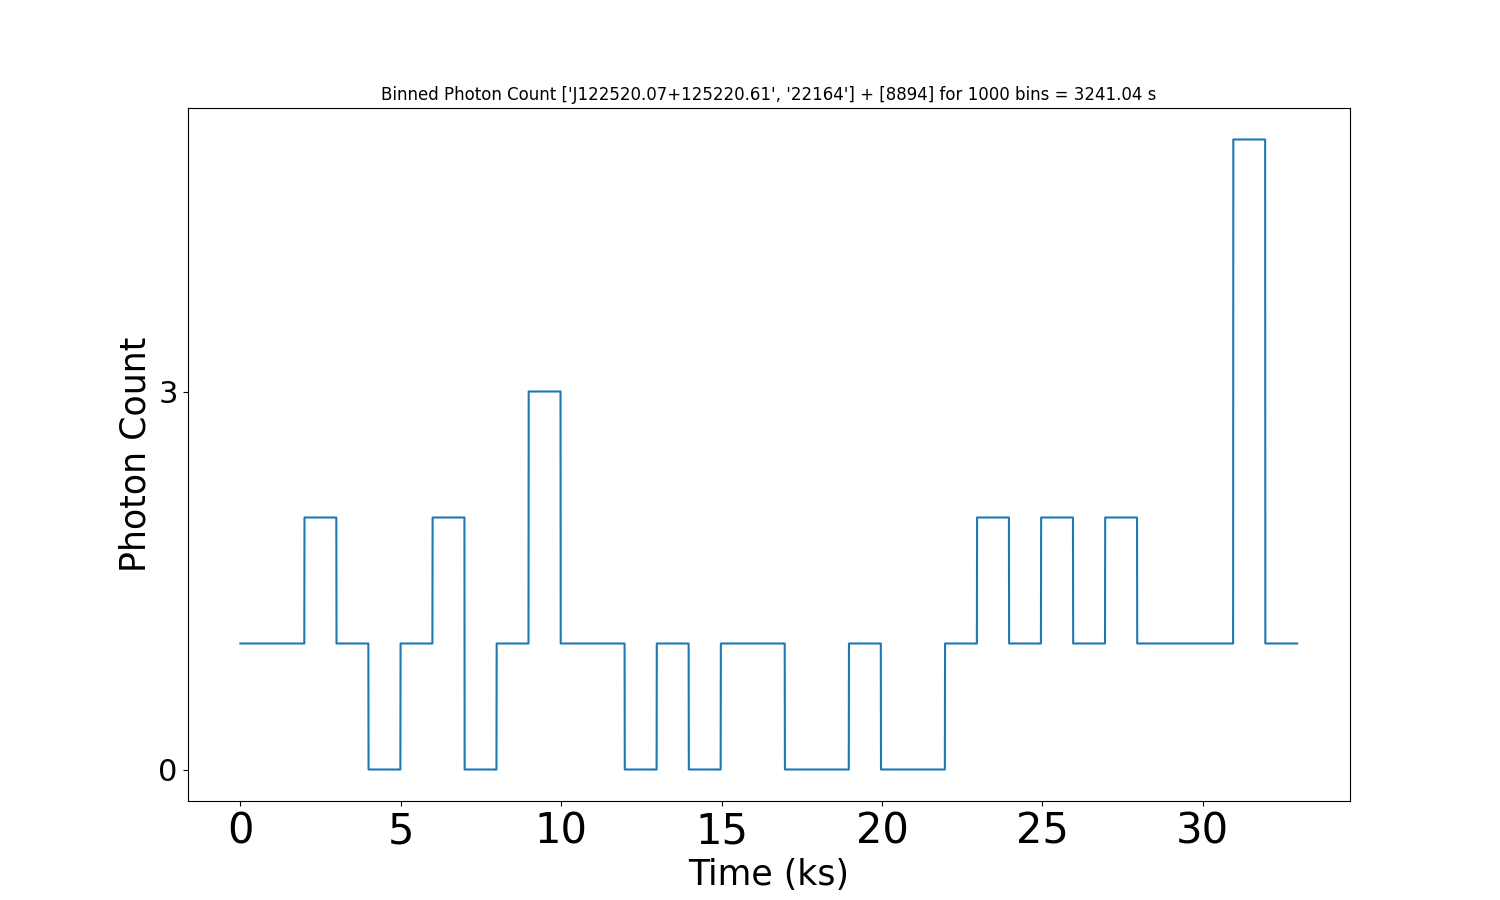 Binned Photon Count ['J122520.07+125220.61', '22164'] + [8894] for 1000 bins = 3241.04 s
Photon Count
3
0
0 5 10 15 20 25 30
Time (ks)